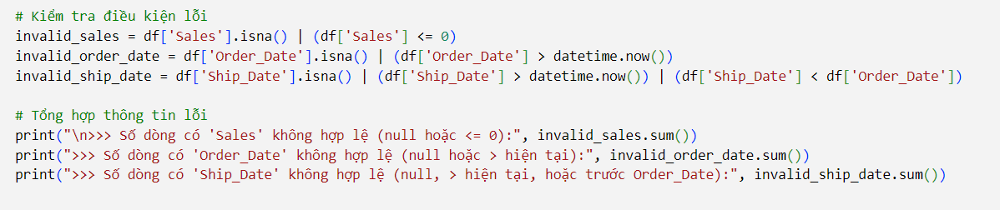 # Kiểm tra điều kiện lỗi
invalid_sales = df['Sales'].isna() | (df['Sales'] <= 0)
invalid_order_date = df['Order_Date'].isna() | (df['Order_Date'] > datetime.now())
invalid_ship_date = df['Ship_Date'].isna() | (df['Ship_Date'] > datetime.now()) | (df['Ship_Date'] < df['Order_Date'])
# Tổng hợp thông tin lỗi
print("\n>>> Số dòng có 'Sales' không hợp lệ (null hoặc <= 0):", invalid_sales.sum())
print(">>> Số dòng có 'Order_Date' không hợp lệ (null hoặc > hiện tại):", invalid_order_date.sum())
print(">>> Số dòng có 'Ship_Date' không hợp lệ (null, > hiện tại, hoặc trước Order_Date):", invalid_ship_date.sum())